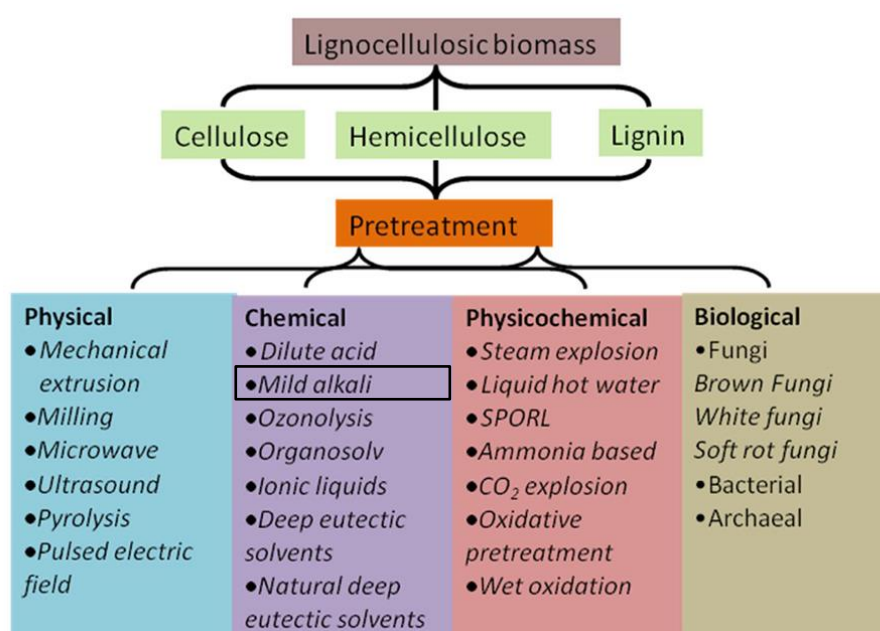 Lignocellulosic biomass
Cellulose
Hemicellulose
Lignin
Pretreatment
Physical
●Mechanical
extrusion
●Milling
●Microwave
●Ultrasound
●Pyrolysis
●Pulsed electric
field
Chemical
●Dilute acid
●Mild alkali
●Ozonolysis
●Organosolv
●Ionic liquids
●Deep eutectic
solvents
●Natural deep
eutectic solvents
Physicochemical
●Steam explosion
●Liquid hot water
●SPORL
●Ammonia based
●CO₂ explosion
●Oxidative
pretreatment
●Wet oxidation
Biological
•Fungi
Brown Fungi
White fungi
Soft rot fungi
•Bacterial
•Archaeal